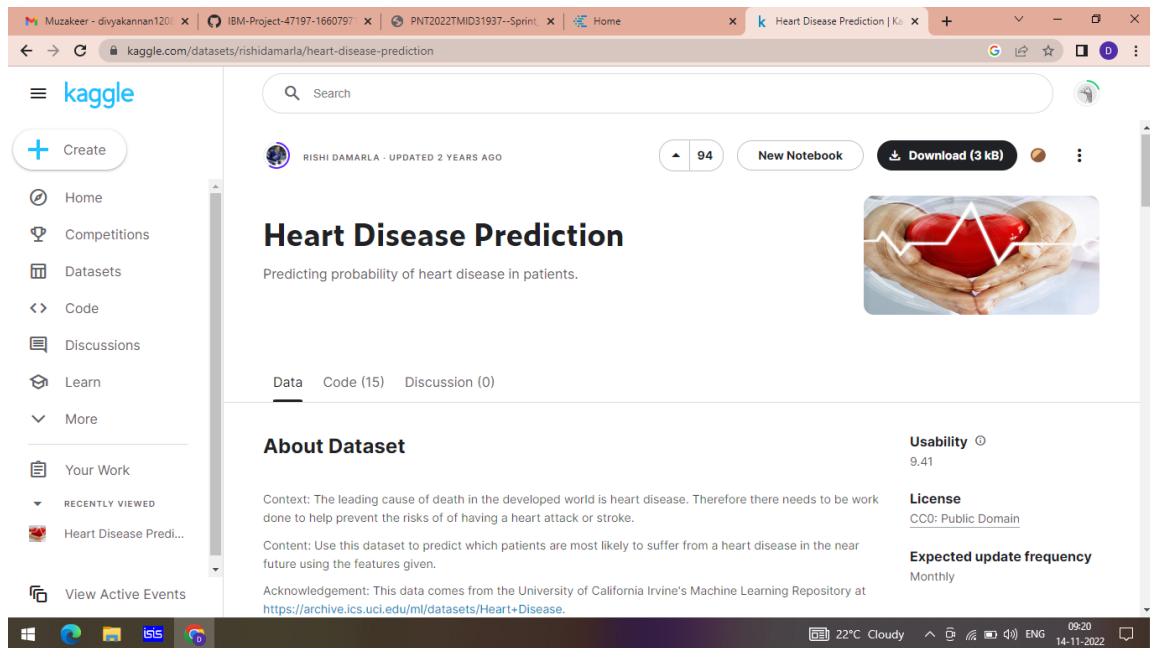 Muzakeer - divyakannan120
IBM-Project-47197-1660797
PNT2022TMID31937--Sprint_
Home
Heart Disease Prediction | Ka
kaggle.com/datasets/rishidamarla/heart-disease-prediction
D
kaggle
Search
Create
Home
Competitions
Datasets
Code
Discussions
Learn
More
Your Work
RECENTLY VIEWED
Heart Disease Predi...
View Active Events
RISHI DAMARLA · UPDATED 2 YEARS AGO
94
New Notebook
Download (3 kB)
Heart Disease Prediction
Predicting probability of heart disease in patients.
Data Code (15) Discussion (0)
About Dataset
Context: The leading cause of death in the developed world is heart disease. Therefore there needs to be work
done to help prevent the risks of of having a heart attack or stroke.
Content: Use this dataset to predict which patients are most likely to suffer from a heart disease in the near
future using the features given.
Acknowledgement: This data comes from the University of California Irvine's Machine Learning Repository at
https://archive.ics.uci.edu/ml/datasets/Heart+Disease.
Usability
9.41
License
CC0: Public Domain
Expected update frequency
Monthly
isis
22°C Cloudy
ENG
09:20
14-11-2022